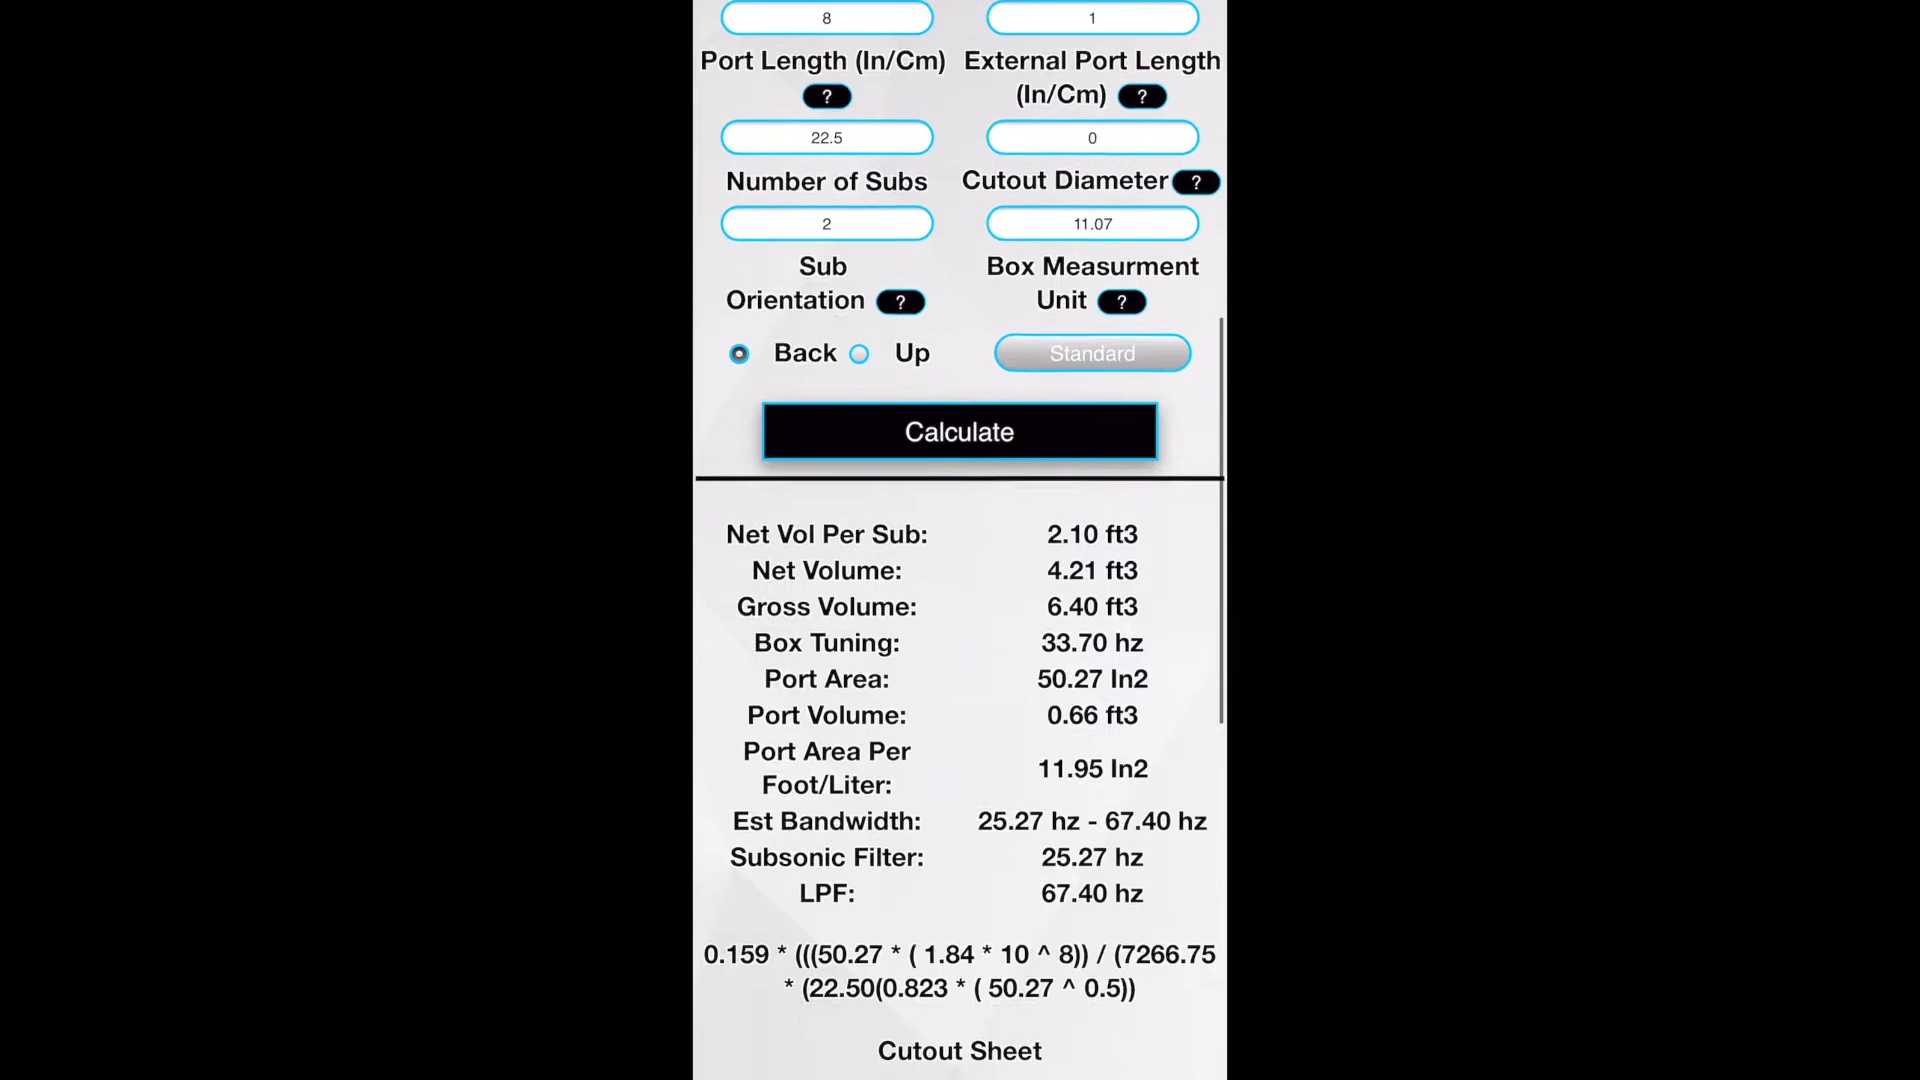 8 1
Port Length (In/Cm) External Port Length
? (In/Cm) ?
22.5 0
Number of Subs Cutout Diameter ?
2 11.07
Sub Box Measurment
Orientation ? Unit ?
Back Up Standard
Calculate
Net Vol Per Sub: 2.10 ft3
Net Volume: 4.21 ft3
Gross Volume: 6.40 ft3
Box Tuning: 33.70 hz
Port Area: 50.27 In2
Port Volume: 0.66 ft3
Port Area Per
Foot/Liter: 11.95 In2
Est Bandwidth: 25.27 hz - 67.40 hz
Subsonic Filter: 25.27 hz
LPF: 67.40 hz
0.159 * (((50.27 * ( 1.84 * 10 ^ 8)) / (7266.75
* (22.50(0.823 * ( 50.27 ^ 0.5))
Cutout Sheet